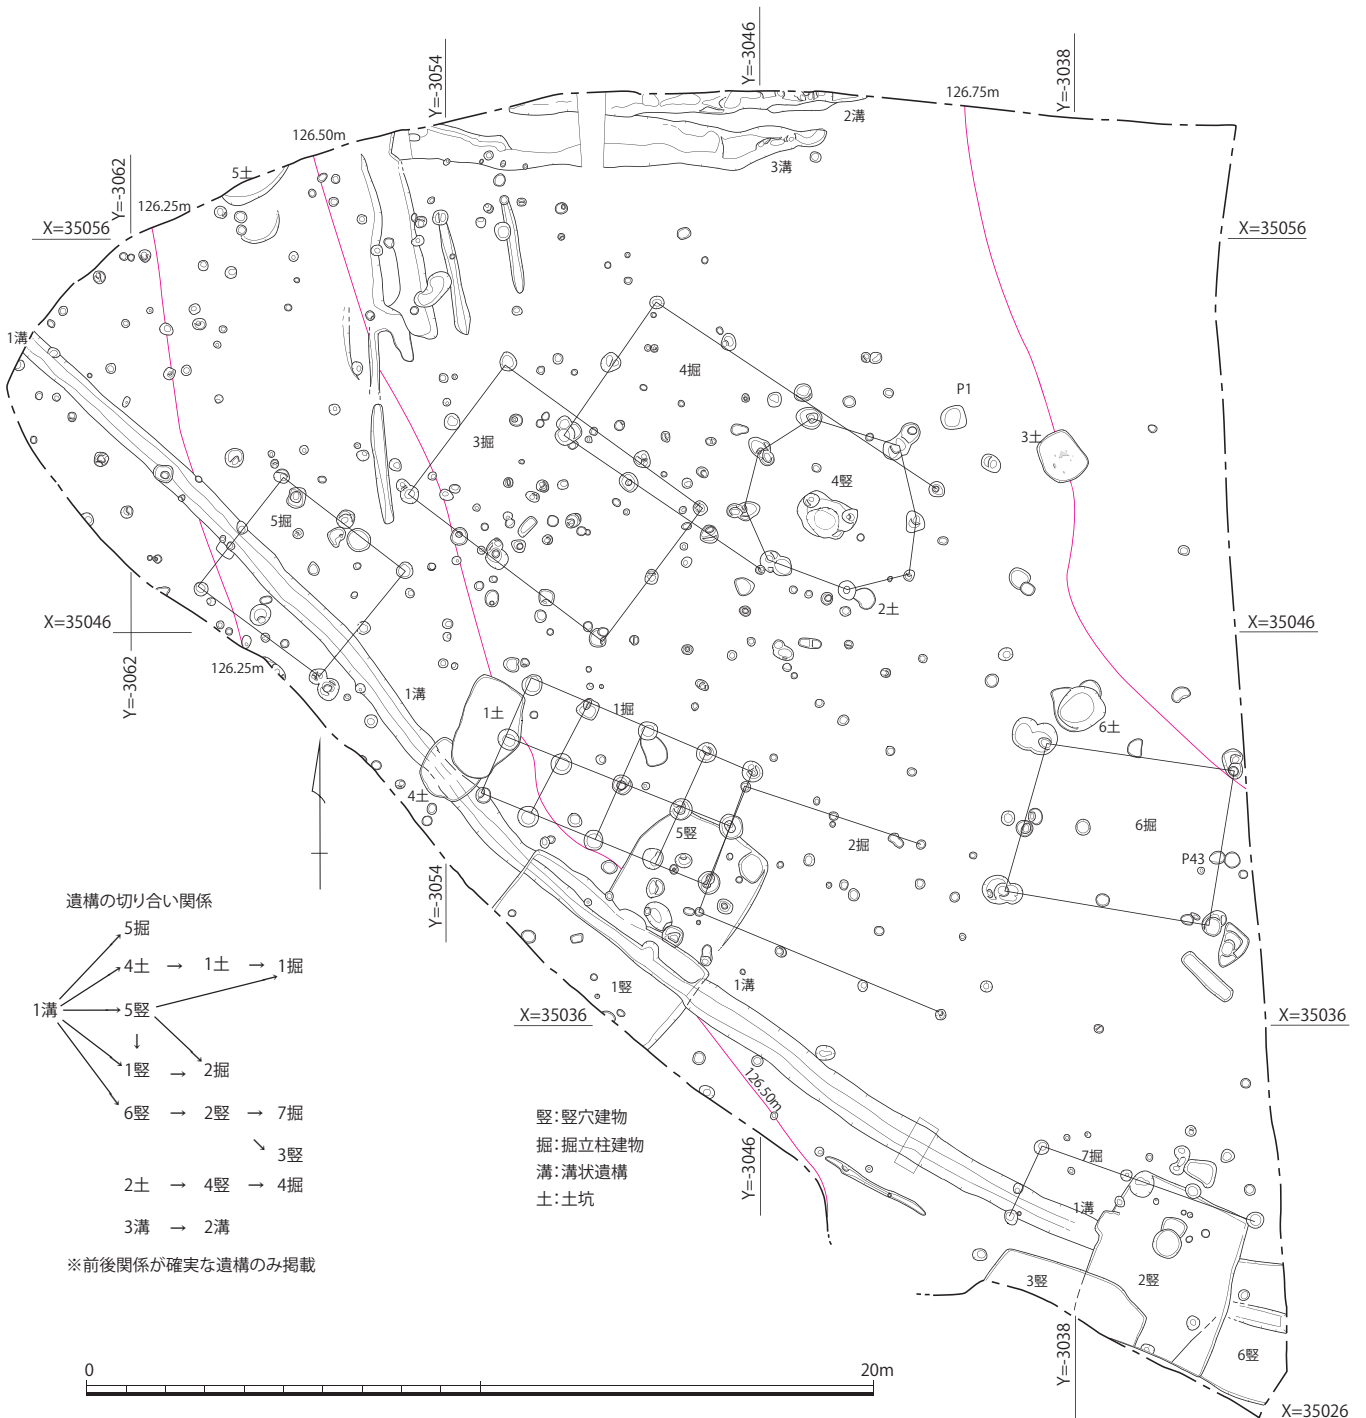 Y=-3046
Y=-3038
Y=-3054
126.75m
126.50m
2溝
3溝
5土
Y=-3062
126.25m
X=35056
X=35056
1溝
4掘
P1
3掘
3土
4竪
5掘
2土
X=35046
X=35046
126.25m
Y=-3062
1溝
1土
1掘
6土
4土
5竪
2掘
6掘
P43
Y=-3054
1竪
1溝
X=35036
X=35036
126.50m
Y=-3046
7掘
1溝
3竪
2竪
6竪
Y=-3038
X=35026
遺構の切り合い関係
5掘
4土 → 1土 → 1掘
1溝 → 5竪
↓
1竪 → 2掘
6竪 → 2竪 → 7掘
↘ 3竪
2土 → 4竪 → 4掘
3溝 → 2溝
※前後関係が確実な遺構のみ掲載
竪：竪穴建物
掘：掘立柱建物
溝：溝状遺構
土：土坑
0 20m